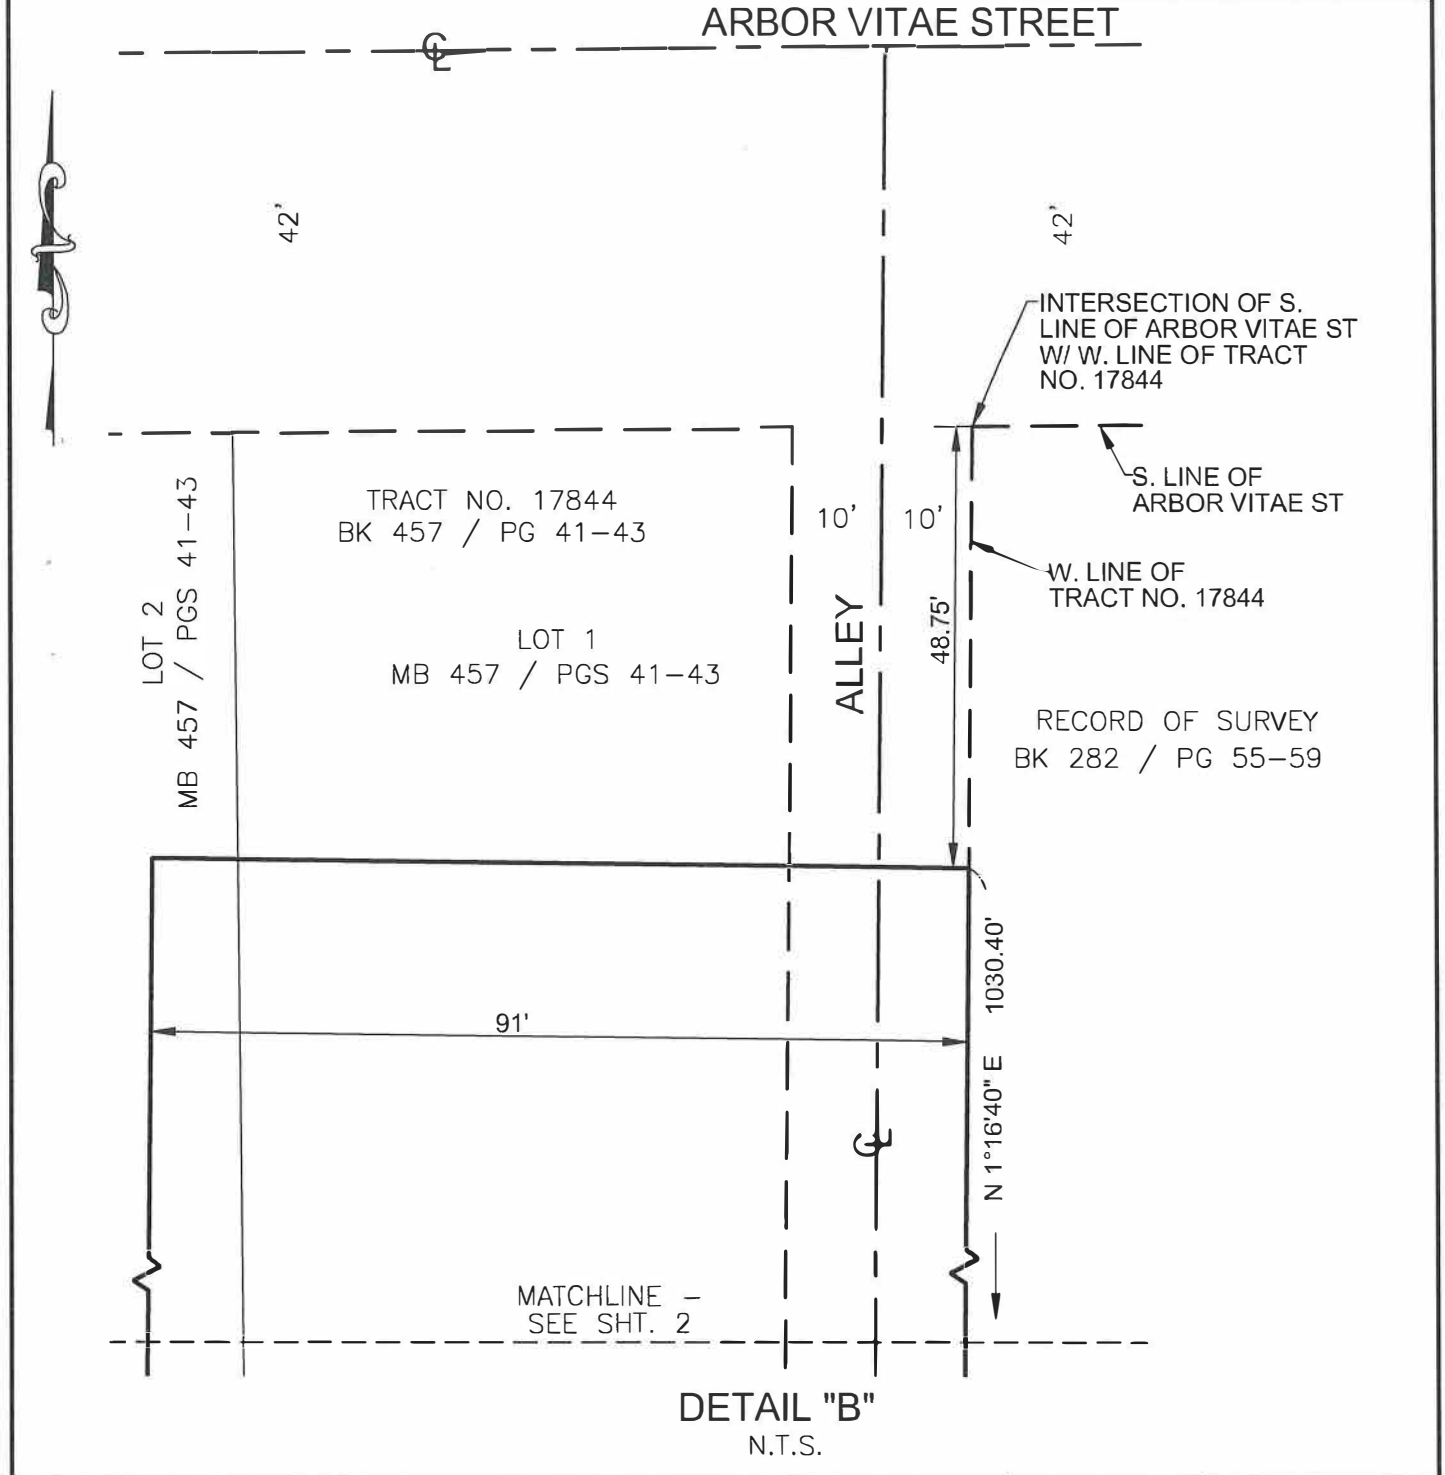 ARBOR VITAE STREET
℄
42'
42'
INTERSECTION OF S.
LINE OF ARBOR VITAE ST
W/ W. LINE OF TRACT
NO. 17844
S. LINE OF
ARBOR VITAE ST
W. LINE OF
TRACT NO. 17844
TRACT NO. 17844
BK 457 / PG 41-43
LOT 2
MB 457 / PGS 41-43
LOT 1
MB 457 / PGS 41-43
10'
10'
ALLEY
48.75'
RECORD OF SURVEY
BK 282 / PG 55-59
91'
N 1°16'40" E 1030.40'
℄
MATCHLINE -
SEE SHT. 2
DETAIL "B"
N.T.S.